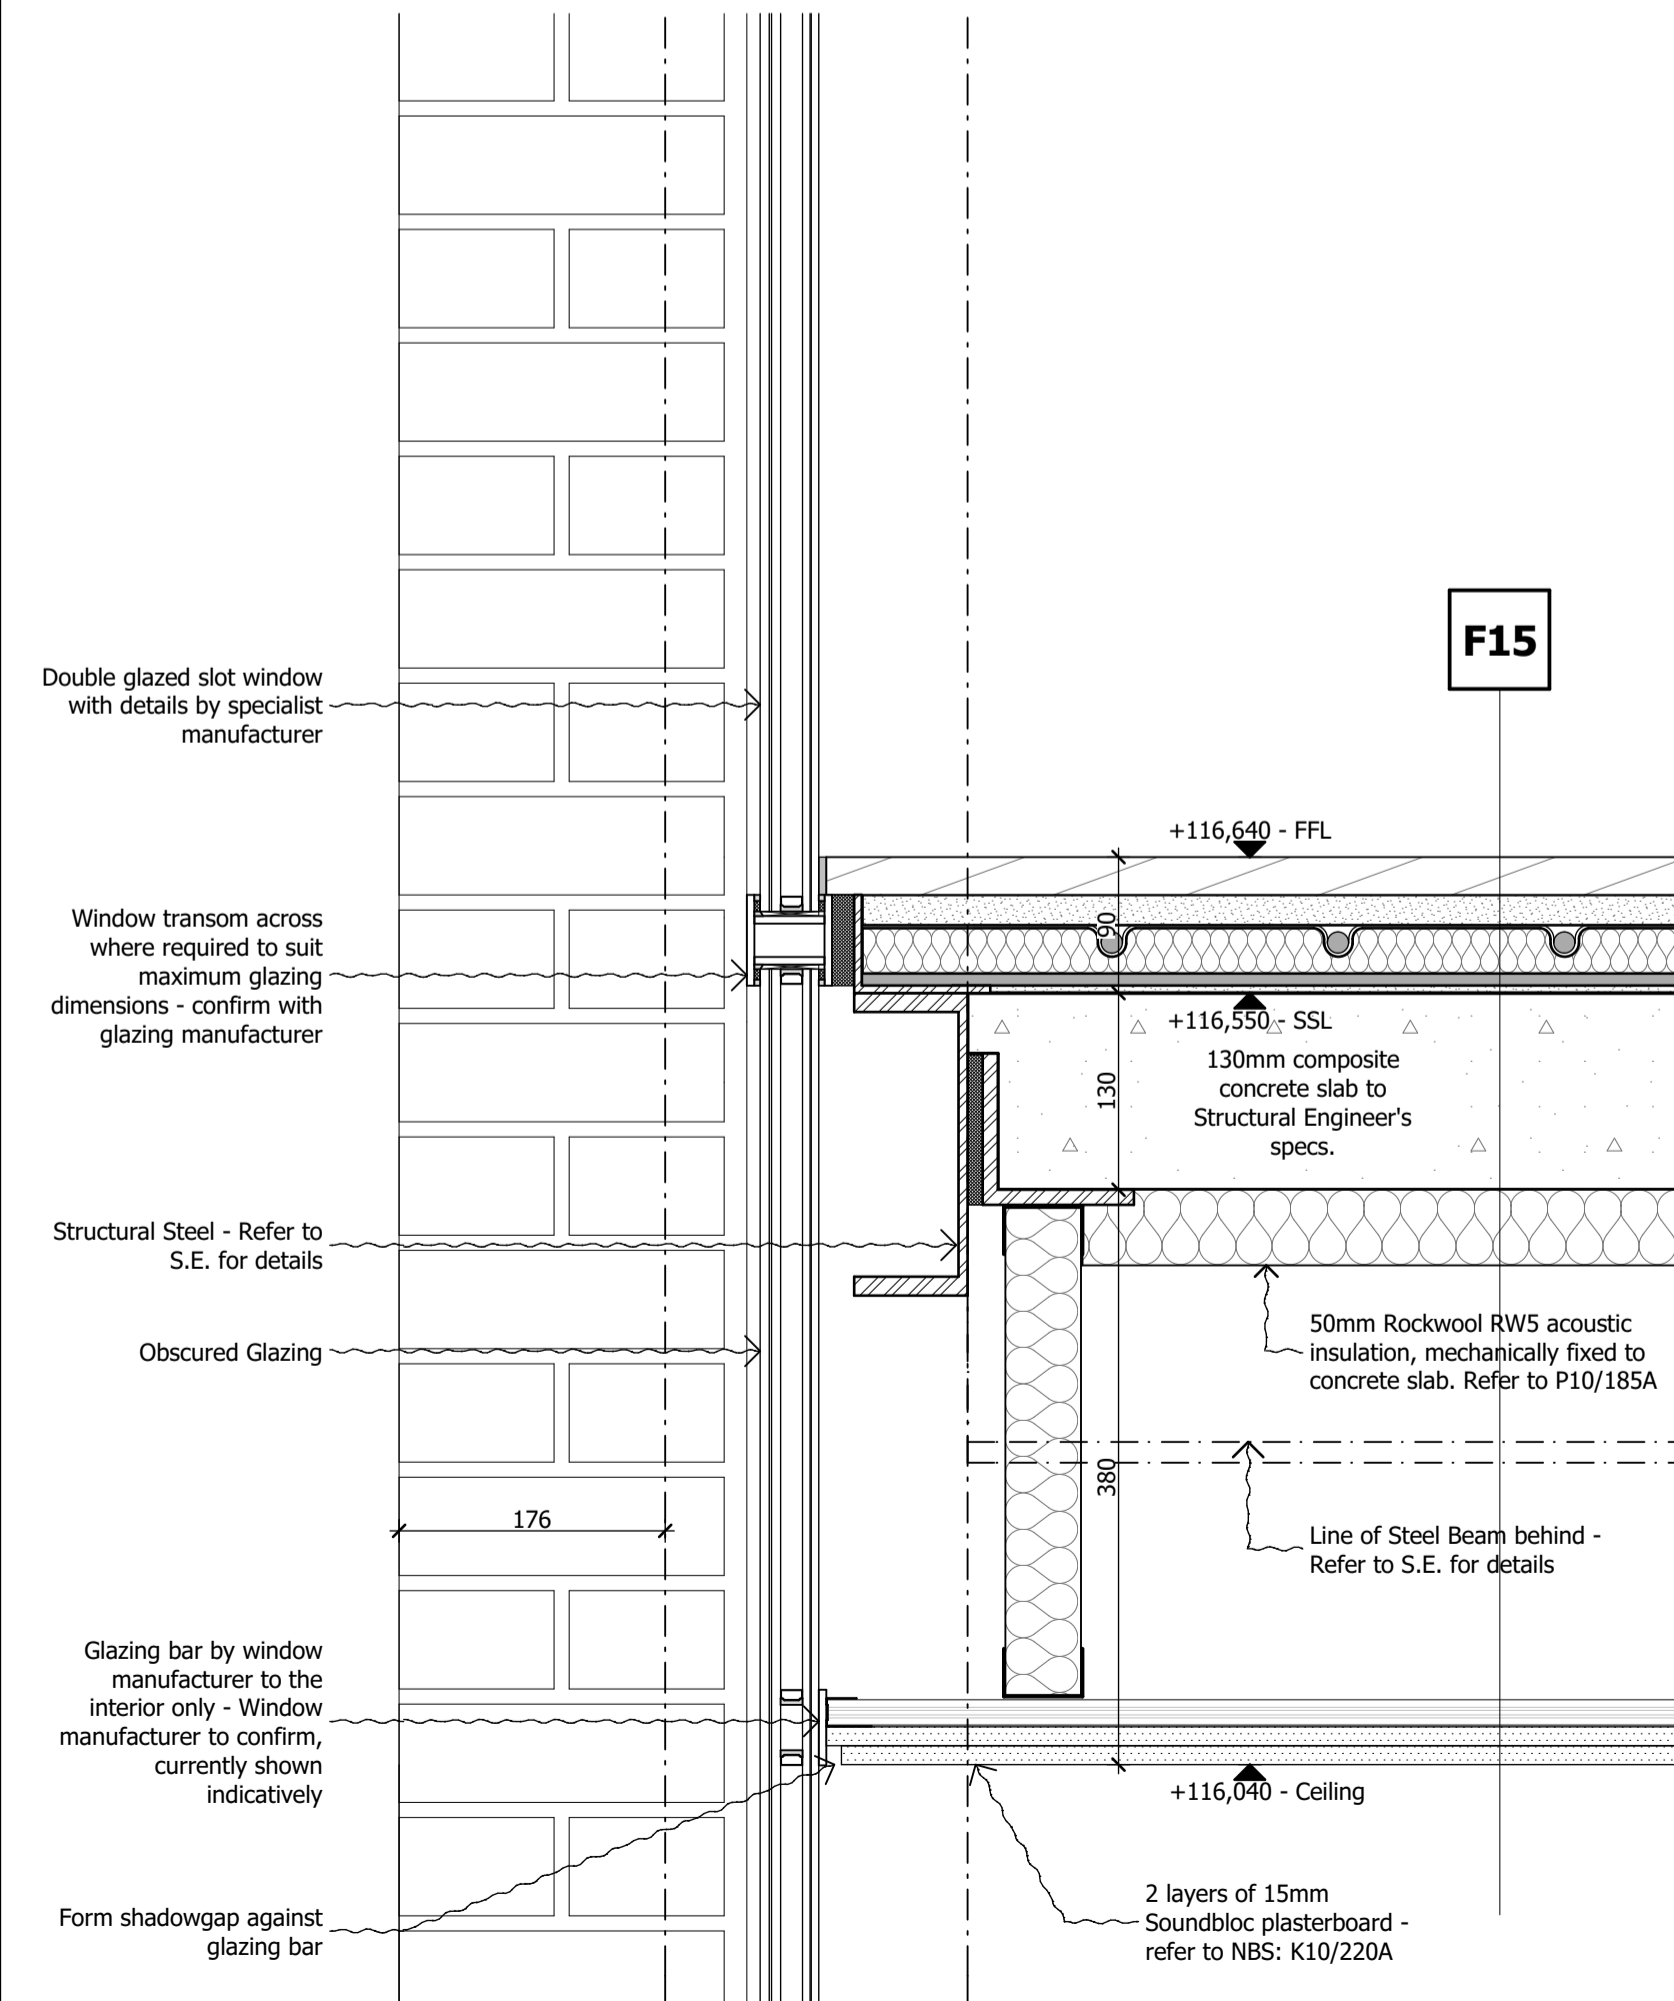 F15
Double glazed slot window
with details by specialist
manufacturer
+116,640 - FFL
Window transom across
where required to suit
maximum glazing
dimensions - confirm with
glazing manufacturer
90
+116,550 - SSL
130mm composite
concrete slab to
Structural Engineer's
specs.
130
Structural Steel - Refer to
S.E. for details
Obscured Glazing
50mm Rockwool RW5 acoustic
insulation, mechanically fixed to
concrete slab. Refer to P10/185A
380
176
Line of Steel Beam behind -
Refer to S.E. for details
Glazing bar by window
manufacturer to the
interior only - Window
manufacturer to confirm,
currently shown
indicatively
+116,040 - Ceiling
Form shadowgap against
glazing bar
2 layers of 15mm
Soundbloc plasterboard -
refer to NBS: K10/220A